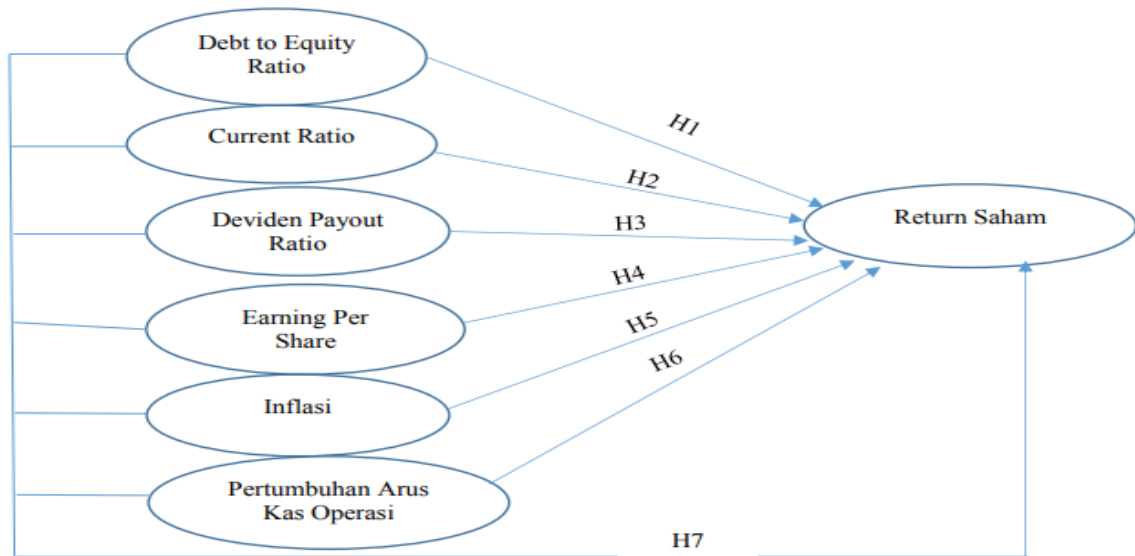 Debt to Equity
Ratio
H1
Current Ratio
H2
Deviden Payout
Ratio
H3
Return Saham
Earning Per
Share
H4
Inflasi
H5
Pertumbuhan Arus
Kas Operasi
H6
H7